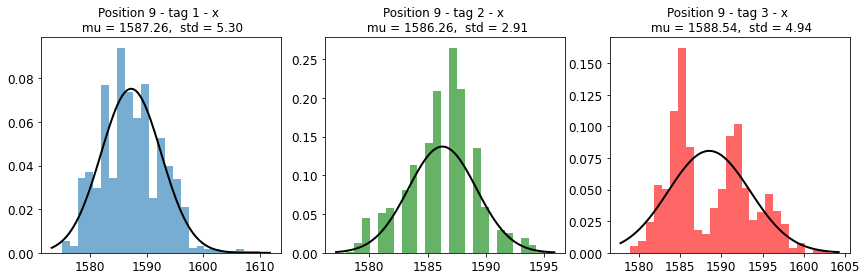 Position 9 - tag 1 - x
mu = 1587.26,  std = 5.30
0.08
0.06
0.04
0.02
0.00
1580 1590 1600 1610
Position 9 - tag 2 - x
mu = 1586.26,  std = 2.91
0.25
0.20
0.15
0.10
0.05
0.00
1580 1585 1590 1595
Position 9 - tag 3 - x
mu = 1588.54,  std = 4.94
0.150
0.125
0.100
0.075
0.050
0.025
0.000
1580 1585 1590 1595 1600 1605